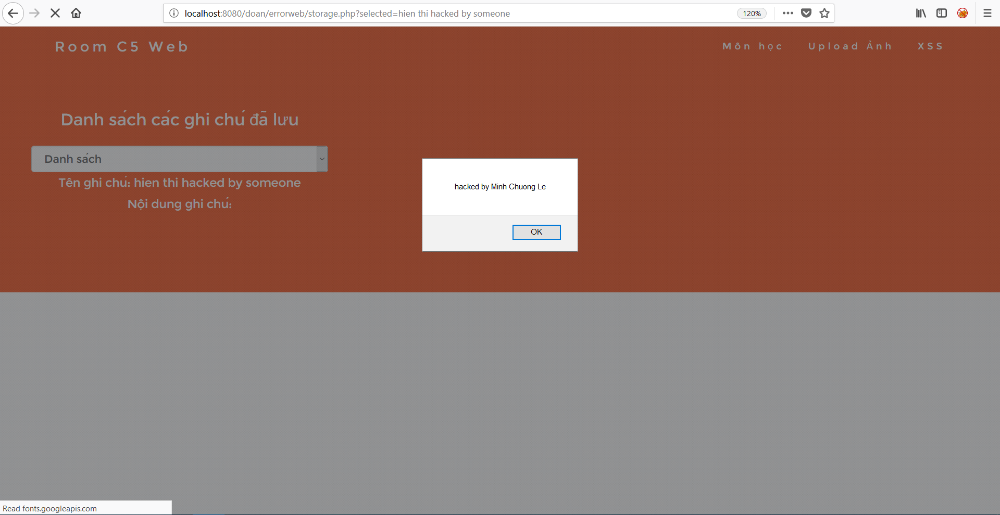 localhost:8080/doan/errorweb/storage.php?selected=hien thi hacked by someone
120%
Room C5 Web
Môn học
Upload Ảnh
XSS
Danh sách các ghi chú đã lưu
Danh sách
Tên ghi chú: hien thi hacked by someone
Nội dung ghi chú:
hacked by Minh Chuong Le
OK
Read fonts.googleapis.com